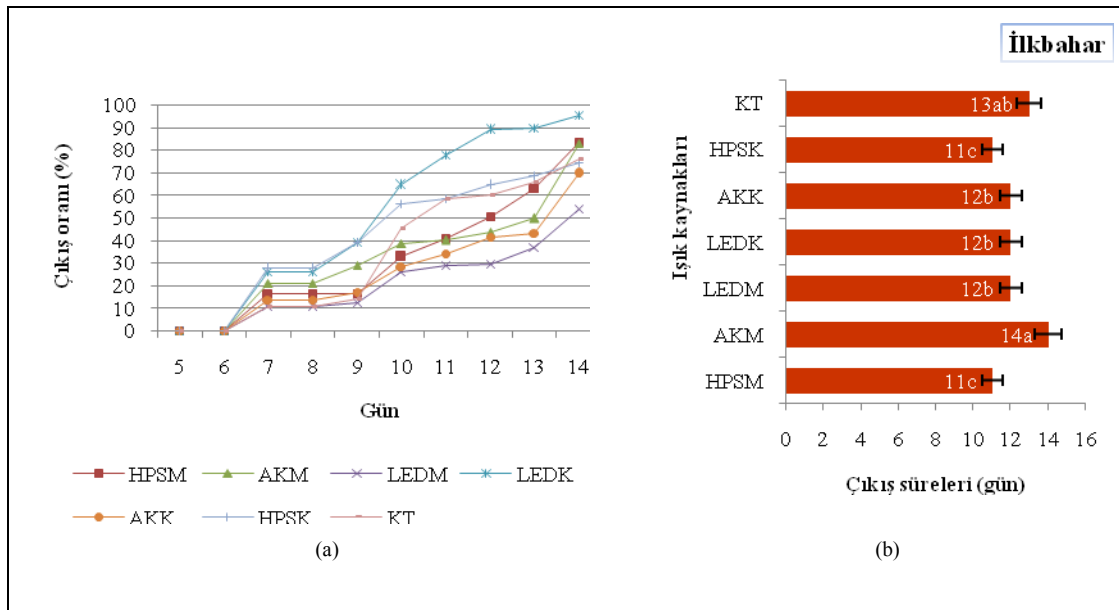 İlkbahar
Çıkış oranı (%)
100
90
80
70
60
50
40
30
20
10
0
5 6 7 8 9 10 11 12 13 14
Gün
HPSM AKM LEDM LEDK
AKK HPSK KT
(a)
Işık kaynakları
KT 13ab
HPSK 11c
AKK 12b
LEDK 12b
LEDM 12b
AKM 14a
HPSM 11c
0 2 4 6 8 10 12 14 16
Çıkış süreleri (gün)
(b)